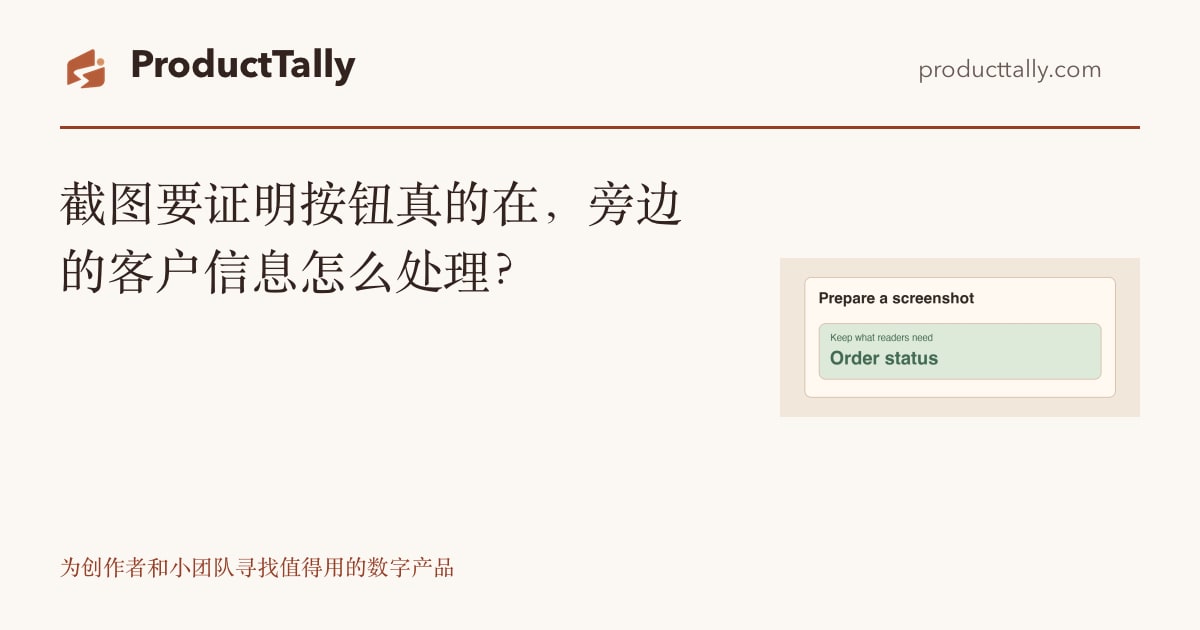 ProductTally
producttally.com
截图要证明按钮真的在，旁边
的客户信息怎么处理？
Prepare a screenshot
Keep what readers need
Order status
为创作者和小团队寻找值得用的数字产品